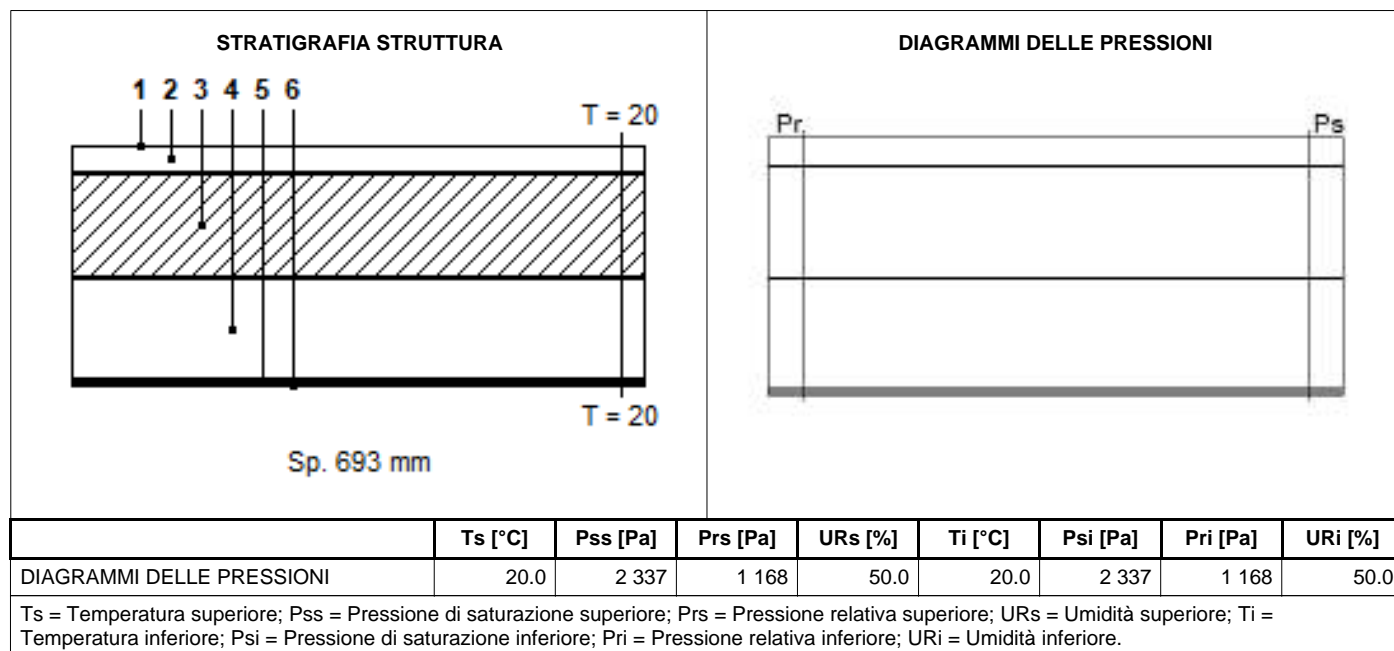 STRATIGRAFIA STRUTTURA
1 2 3 4 5 6
T = 20
T = 20
Sp. 693 mm
DIAGRAMMI DELLE PRESSIONI
Pr
Ps
Ts [°C] Pss [Pa] Prs [Pa] URs [%] Ti [°C] Psi [Pa] Pri [Pa] URi [%]
DIAGRAMMI DELLE PRESSIONI 20.0 2 337 1 168 50.0 20.0 2 337 1 168 50.0
Ts = Temperatura superiore; Pss = Pressione di saturazione superiore; Prs = Pressione relativa superiore; URs = Umidità superiore; Ti =
Temperatura inferiore; Psi = Pressione di saturazione inferiore; Pri = Pressione relativa inferiore; URi = Umidità inferiore.